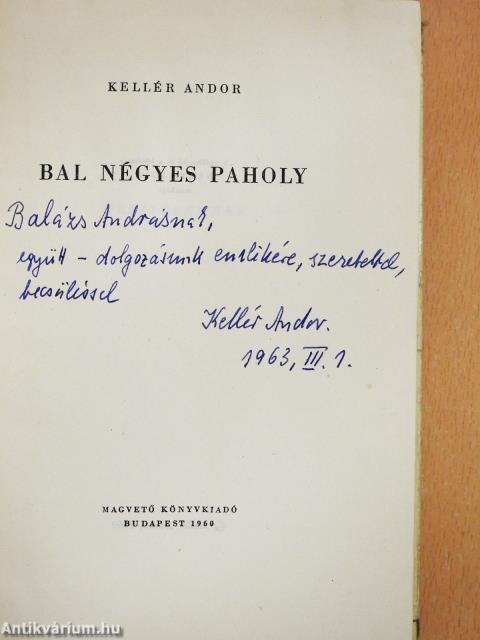 KELLÉR ANDOR
BAL NÉGYES PAHOLY
Balázs Andrásnak,
együtt - dolgozásunk emlékére, szeretettel,
becsüléssel
Kellér Andor.
1963, III. 1.
MAGVETŐ KÖNYVKIADÓ
BUDAPEST 1960
Antikvárium.hu